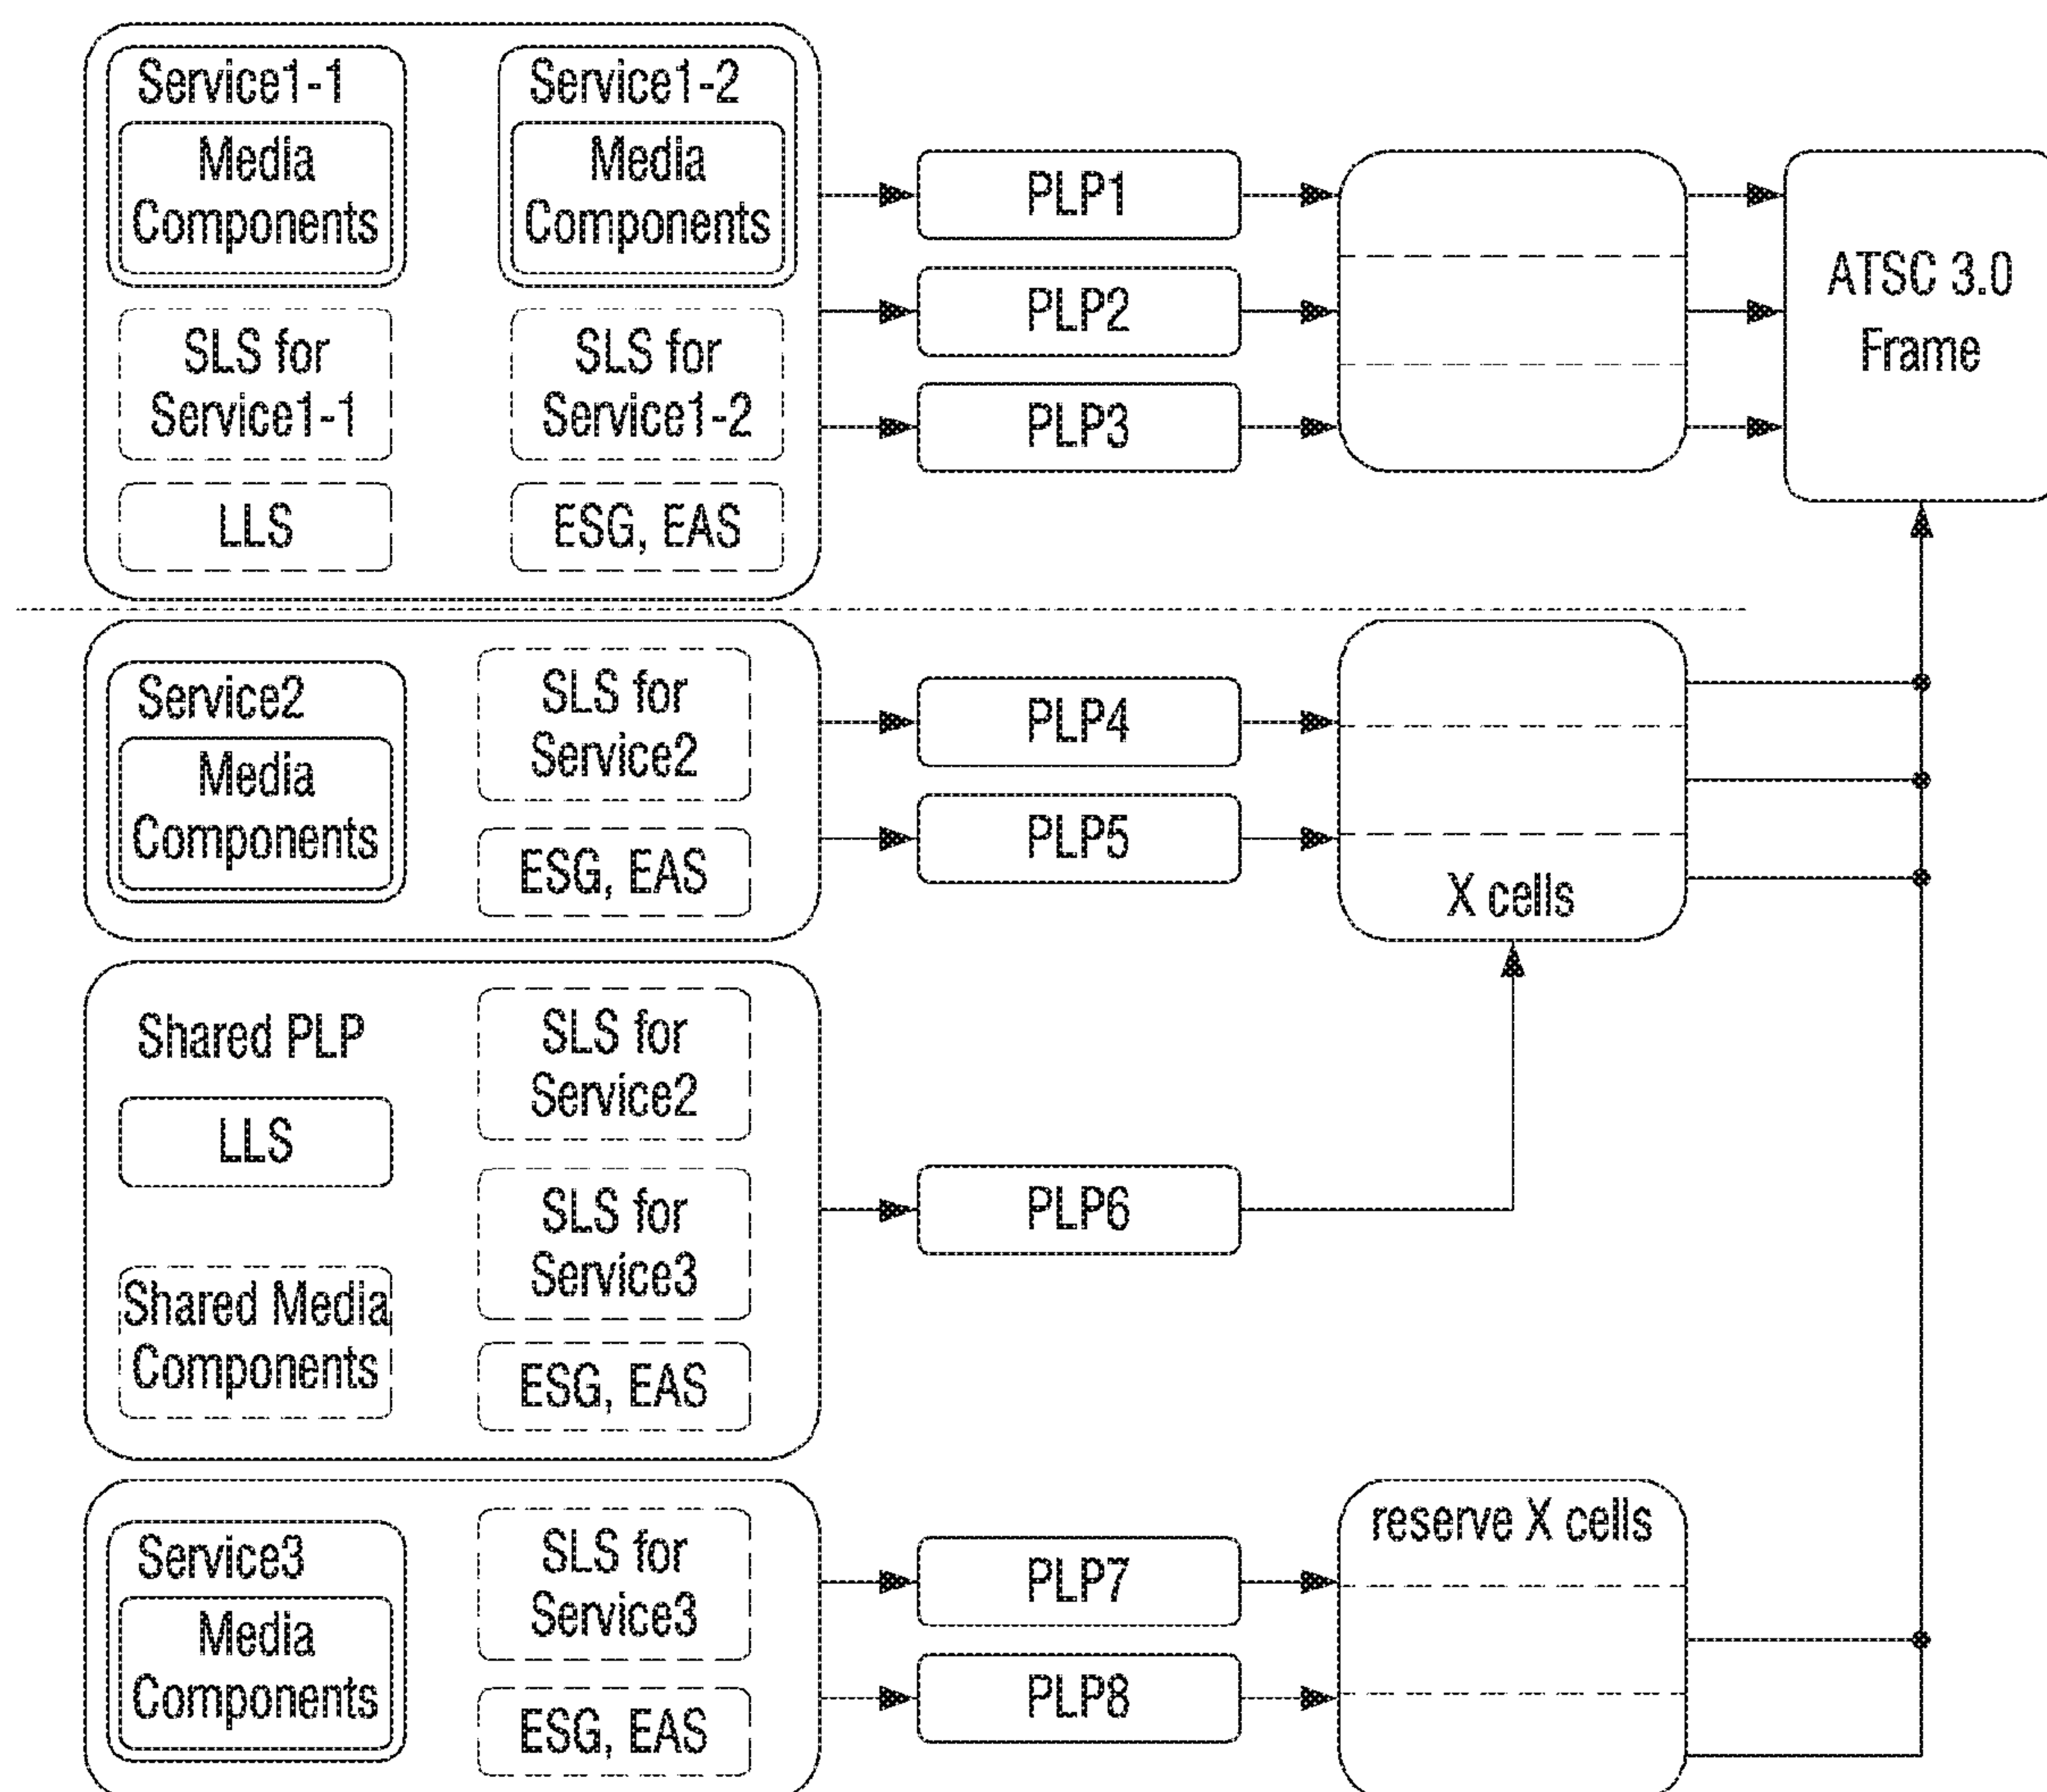 Service1-1
Media
Components
SLS for
Service1-1
LLS
Service1-2
Media
Components
SLS for
Service1-2
ESG, EAS
PLP1
PLP2
PLP3
ATSC 3.0
Frame
Service2
Media
Components
SLS for
Service2
ESG, EAS
PLP4
PLP5
X cells
Shared PLP
LLS
Shared Media
Components
SLS for
Service2
SLS for
Service3
ESG, EAS
PLP6
Service3
Media
Components
SLS for
Service3
ESG, EAS
PLP7
PLP8
reserve X cells